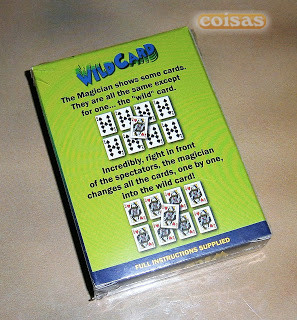 coisas
WILD CARD
The Magician shows some cards.
They are all the same except
for one... the "wild" card.
Incredibly, right in front
of the spectators, the magician
changes all the cards, one by one,
into the wild card!
FULL INSTRUCTIONS SUPPLIED